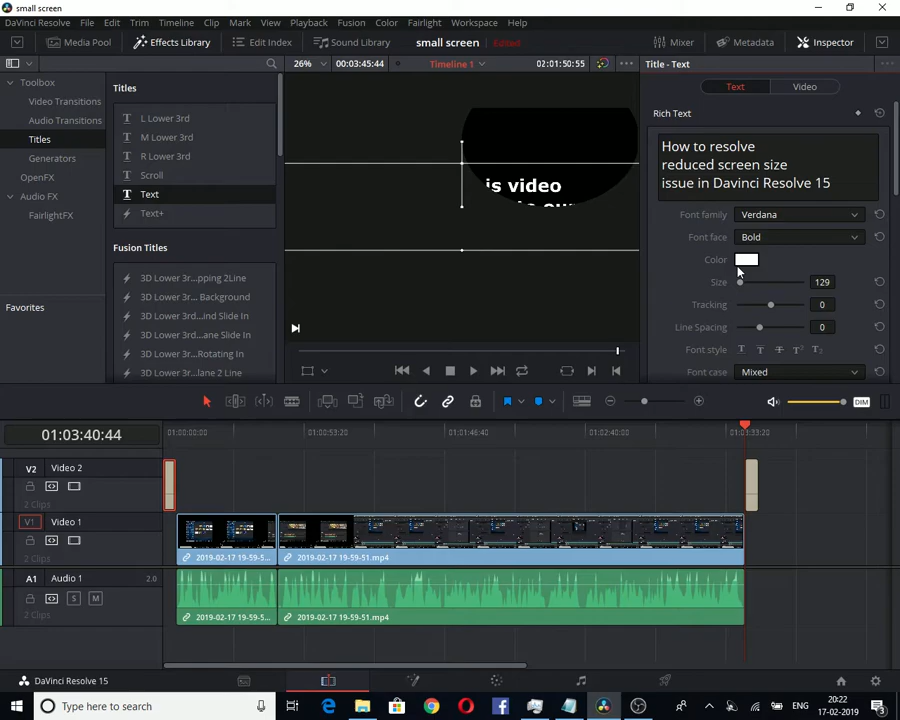 small screen
DaVinci Resolve File Edit Trim Timeline Clip Mark View Playback Fusion Color Fairlight Workspace Help
Media Pool Effects Library Edit Index Sound Library small screen Edited Mixer Metadata Inspector
26% 00:03:45:44 Timeline 1 02:01:50:55 Title - Text
Toolbox
Video Transitions
Audio Transitions
Titles
Generators
OpenFX
Audio FX
FairlightFX
Favorites
Titles
L Lower 3rd
M Lower 3rd
R Lower 3rd
Scroll
Text
Text+
Fusion Titles
3D Lower 3r...pping 2Line
3D Lower 3r... Background
3D Lower 3rd...ind Slide In
3D Lower 3rd...ane Slide In
3D Lower 3r...Rotating In
3D Lower 3r...lane 2 Line
is video
Text Video
Rich Text
How to resolve
reduced screen size
issue in Davinci Resolve 15
Font family Verdana
Font face Bold
Color
Size 129
Tracking 0
Line Spacing 0
Font style
Font case Mixed
DIM
01:03:40:44 01:00:00:00 01:00:53:20 01:01:46:40 01:02:40:00 01:03:33:20
V2 Video 2
2 Clips
V1 Video 1
2 Clips
2019-02-17 19-59-5... 2019-02-17 19-59-51.mp4
A1 Audio 1 2.0
S M
2 Clips
2019-02-17 19-59-5... 2019-02-17 19-59-51.mp4
DaVinci Resolve 15
Type here to search
ENG
20:22
17-02-2019
3